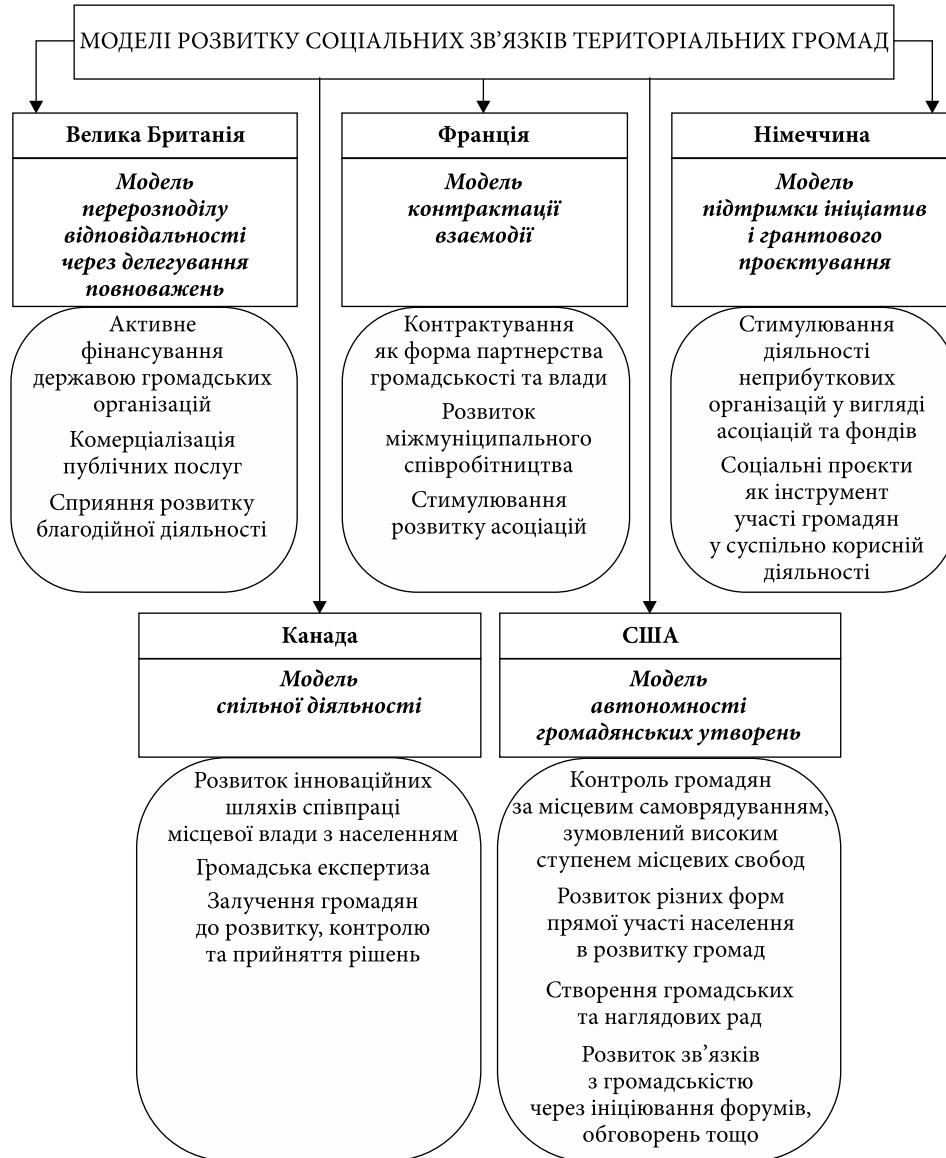 МОДЕЛІ РОЗВИТКУ СОЦІАЛЬНИХ ЗВ’ЯЗКІВ ТЕРИТОРІАЛЬНИХ ГРОМАД
Велика Британія
Модель
перерозподілу
відповідальності
через делегування
повноважень
Активне
фінансування
державою громадських
організацій
Комерціалізація
публічних послуг
Сприяння розвитку
благодійної діяльності
Франція
Модель
контрактації
взаємодії
Контрактування
як форма партнерства
громадськості та влади
Розвиток
міжмуніципального
співробітництва
Стимулювання
розвитку асоціацій
Німеччина
Модель
підтримки ініціатив
і грантового
проєктування
Стимулювання
діяльності
неприбуткових
організацій у вигляді
асоціацій та фондів
Соціальні проєкти
як інструмент
участі громадян
у суспільно корисній
діяльності
Канада
Модель
спільної діяльності
Розвиток інноваційних
шляхів співпраці
місцевої влади з населенням
Громадська експертиза
Залучення громадян
до розвитку, контролю
та прийняття рішень
США
Модель
автономності
громадянських утворень
Контроль громадян
за місцевим самоврядуванням,
зумовлений високим
ступенем місцевих свобод
Розвиток різних форм
прямої участі населення
в розвитку громад
Створення громадських
та наглядових рад
Розвиток зв’язків
з громадськістю
через ініціювання форумів,
обговорень тощо